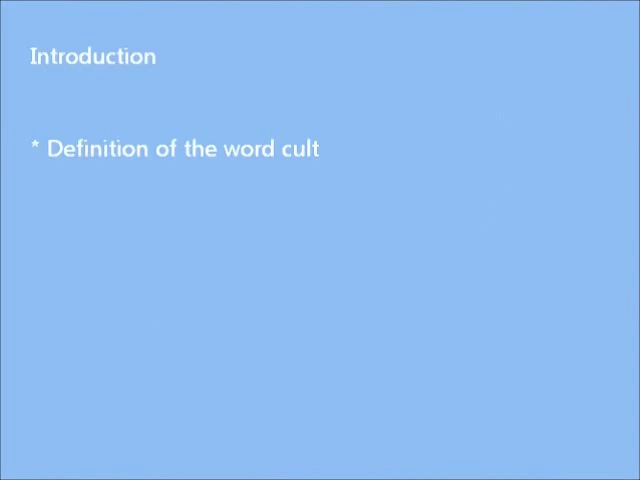 Introduction
* Definition of the word cult